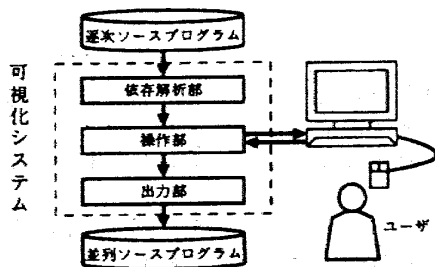 逐次ソースプログラム
可視化システム
依存解析部
操作部
出力部
ユーザ
並列ソースプログラム